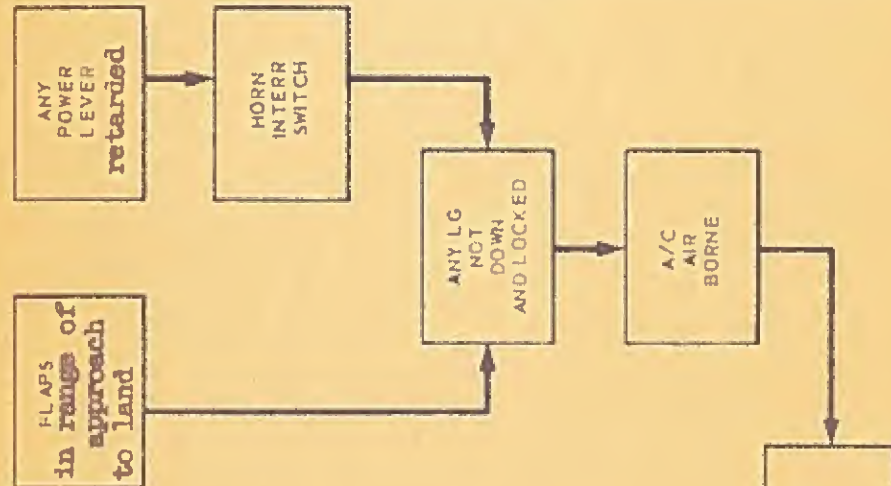 ANY
POWER
LEVER
retarded
HORN
INTERR
SWITCH
FLAPS
in range of
approach
to land
ANY LG
NOT
DOWN
AND LOCKED
A/C
AIR
BORNE